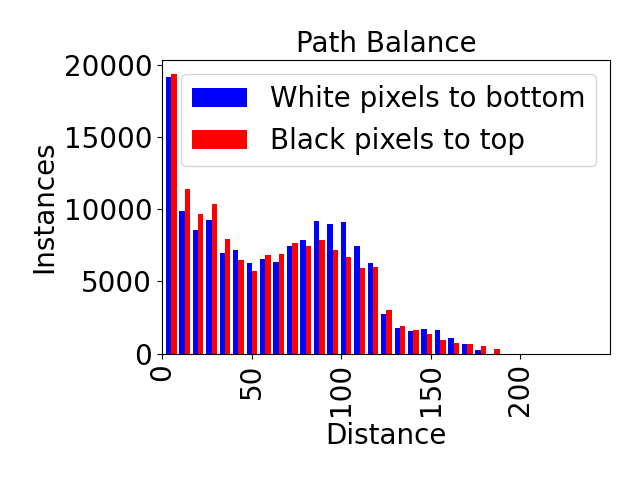 Path Balance
20000
15000
10000
5000
0
Instances
White pixels to bottom
Black pixels to top
0
50
100
150
200
Distance